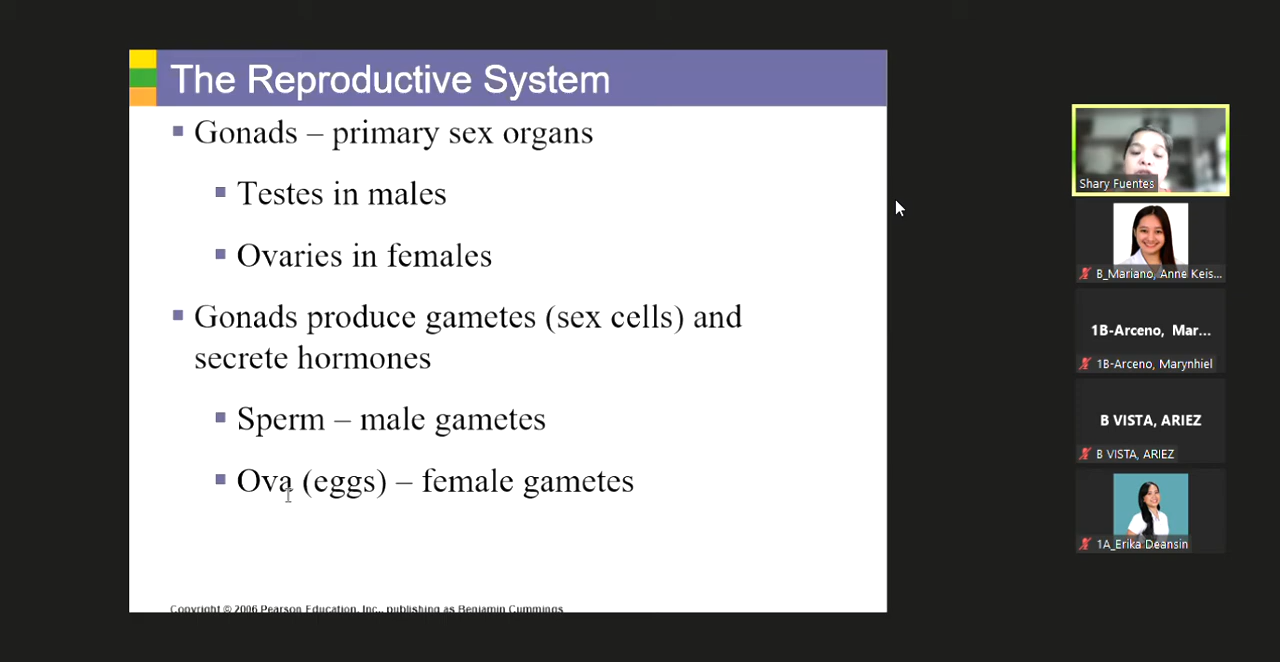 The Reproductive System
Gonads – primary sex organs
Testes in males
Ovaries in females
Gonads produce gametes (sex cells) and
secrete hormones
Sperm – male gametes
Ova (eggs) – female gametes
Copyright © 2006 Pearson Education, Inc., publishing as Benjamin Cummings
Shary Fuentes
B_Mariano, Anne Keis...
1B-Arceno, Mar...
1B-Arceno, Marynhiel
B VISTA, ARIEZ
B VISTA, ARIEZ
1A_Erika Deansin